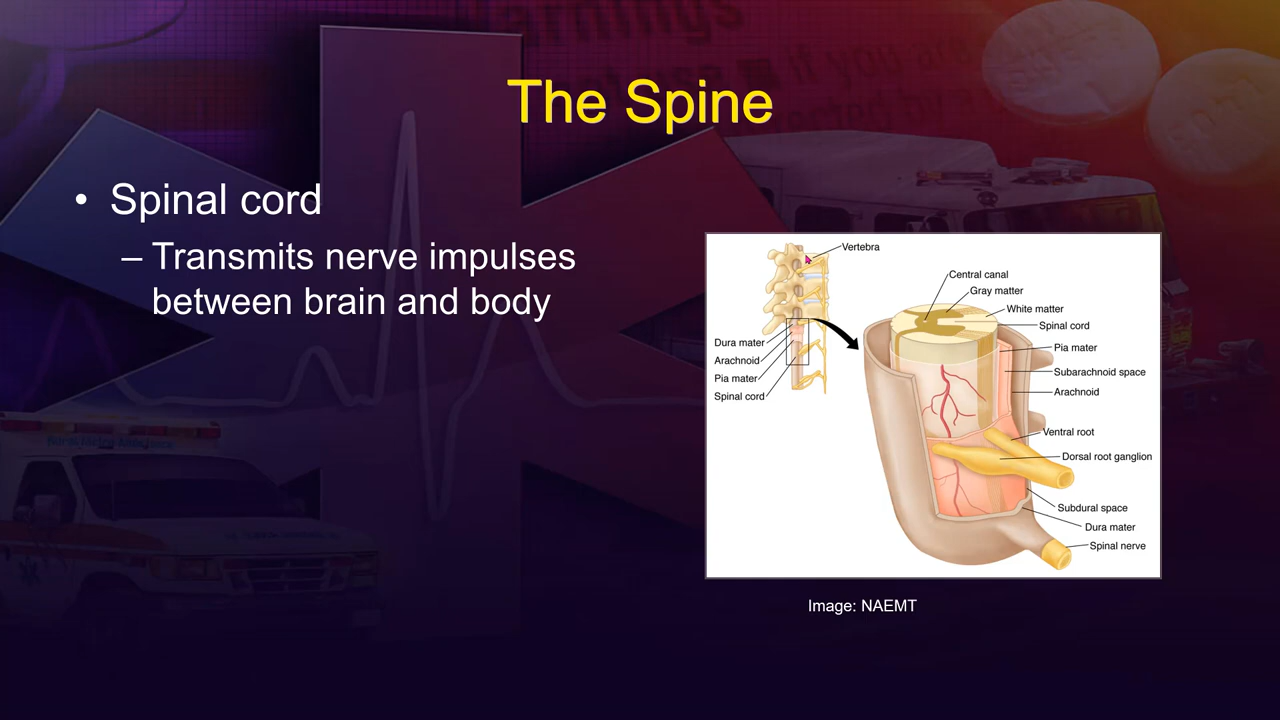 The Spine
• Spinal cord
– Transmits nerve impulses
between brain and body
Vertebra
Dura mater
Arachnoid
Pia mater
Spinal cord
Central canal
Gray matter
White matter
Spinal cord
Pia mater
Subarachnoid space
Arachnoid
Ventral root
Dorsal root ganglion
Subdural space
Dura mater
Spinal nerve
Image: NAEMT